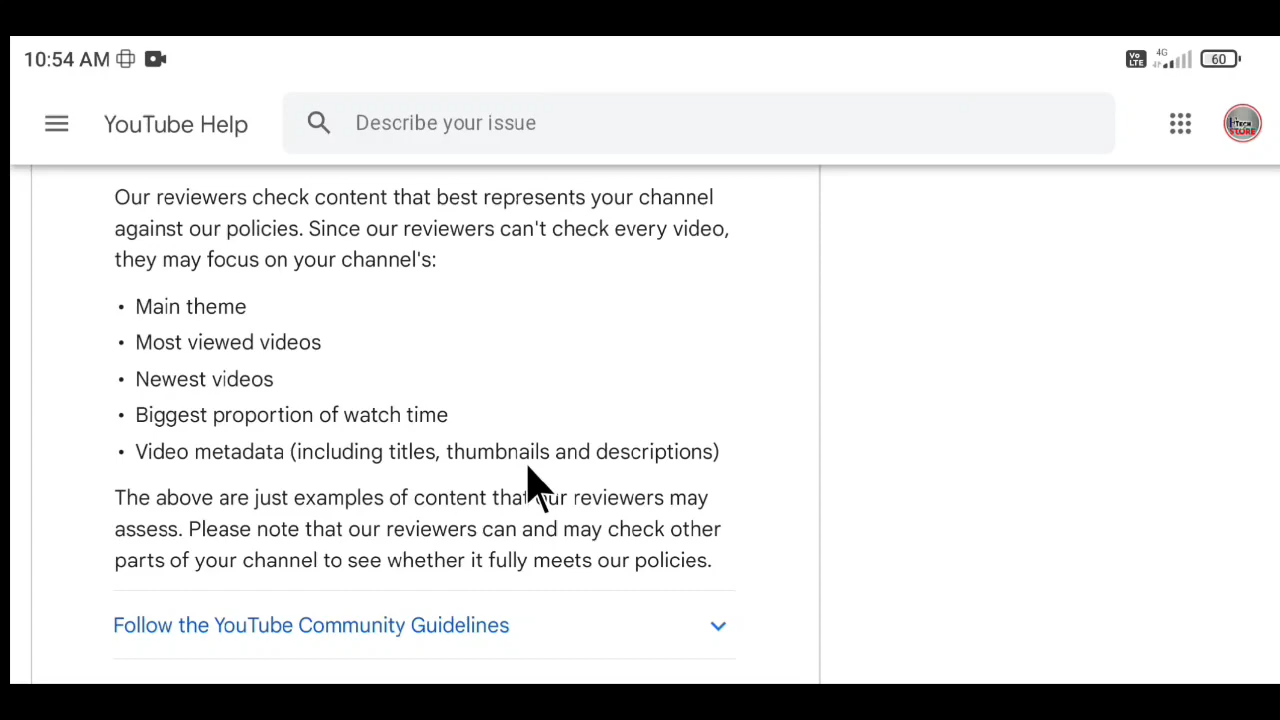 10:54 AM
Vo LTE 4G 60
YouTube Help
Describe your issue
Our reviewers check content that best represents your channel
against our policies. Since our reviewers can't check every video,
they may focus on your channel's:
• Main theme
• Most viewed videos
• Newest videos
• Biggest proportion of watch time
• Video metadata (including titles, thumbnails and descriptions)
The above are just examples of content that our reviewers may
assess. Please note that our reviewers can and may check other
parts of your channel to see whether it fully meets our policies.
Follow the YouTube Community Guidelines